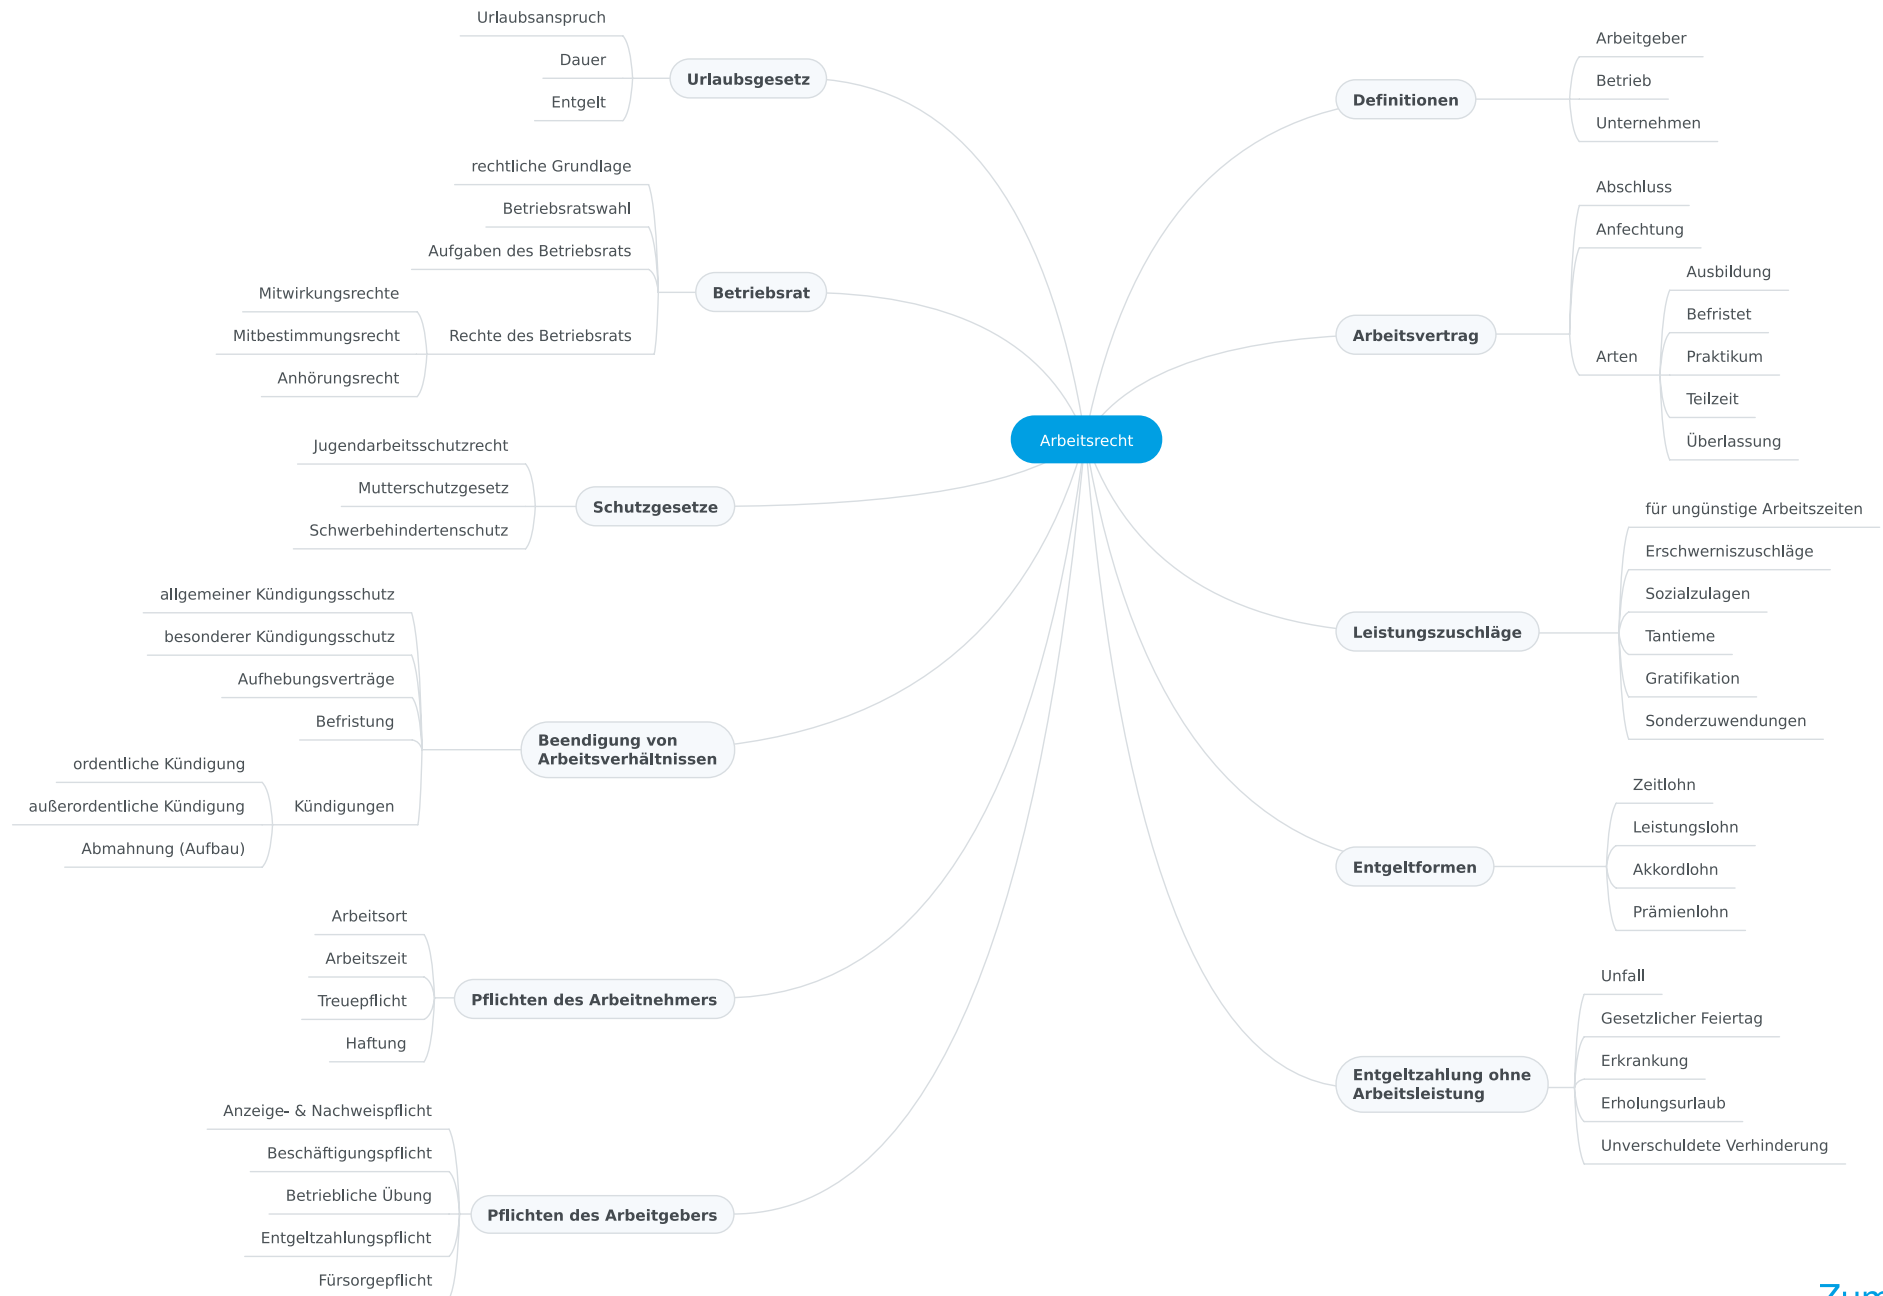 Arbeitsrecht
Urlaubsgesetz
Urlaubsanspruch
Dauer
Entgelt
Betriebsrat
rechtliche Grundlage
Betriebsratswahl
Aufgaben des Betriebsrats
Rechte des Betriebsrats
Mitwirkungsrechte
Mitbestimmungsrecht
Anhörungsrecht
Schutzgesetze
Jugendarbeitsschutzrecht
Mutterschutzgesetz
Schwerbehindertenschutz
Beendigung von
Arbeitsverhältnissen
allgemeiner Kündigungsschutz
besonderer Kündigungsschutz
Aufhebungsverträge
Befristung
Kündigungen
ordentliche Kündigung
außerordentliche Kündigung
Abmahnung (Aufbau)
Pflichten des Arbeitnehmers
Arbeitsort
Arbeitszeit
Treuepflicht
Haftung
Pflichten des Arbeitgebers
Anzeige- & Nachweispflicht
Beschäftigungspflicht
Betriebliche Übung
Entgeltzahlungspflicht
Fürsorgepflicht
Definitionen
Arbeitgeber
Betrieb
Unternehmen
Arbeitsvertrag
Abschluss
Anfechtung
Arten
Ausbildung
Befristet
Praktikum
Teilzeit
Überlassung
Leistungszuschläge
für ungünstige Arbeitszeiten
Erschwerniszuschläge
Sozialzulagen
Tantieme
Gratifikation
Sonderzuwendungen
Entgeltformen
Zeitlohn
Leistungslohn
Akkordlohn
Prämienlohn
Entgeltzahlung ohne
Arbeitsleistung
Unfall
Gesetzlicher Feiertag
Erkrankung
Erholungsurlaub
Unverschuldete Verhinderung